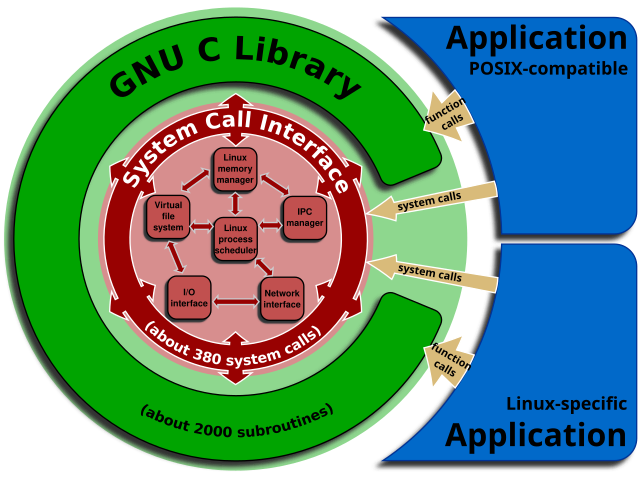 GNU C Library
System Call Interface
Linux
memory
manager
Virtual
file
system
IPC
manager
Linux
process
scheduler
I/O
interface
Network
interface
(about 380 system calls)
(about 2000 subroutines)
Application
POSIX-compatible
function
calls
system calls
system calls
function
calls
Linux-specific
Application